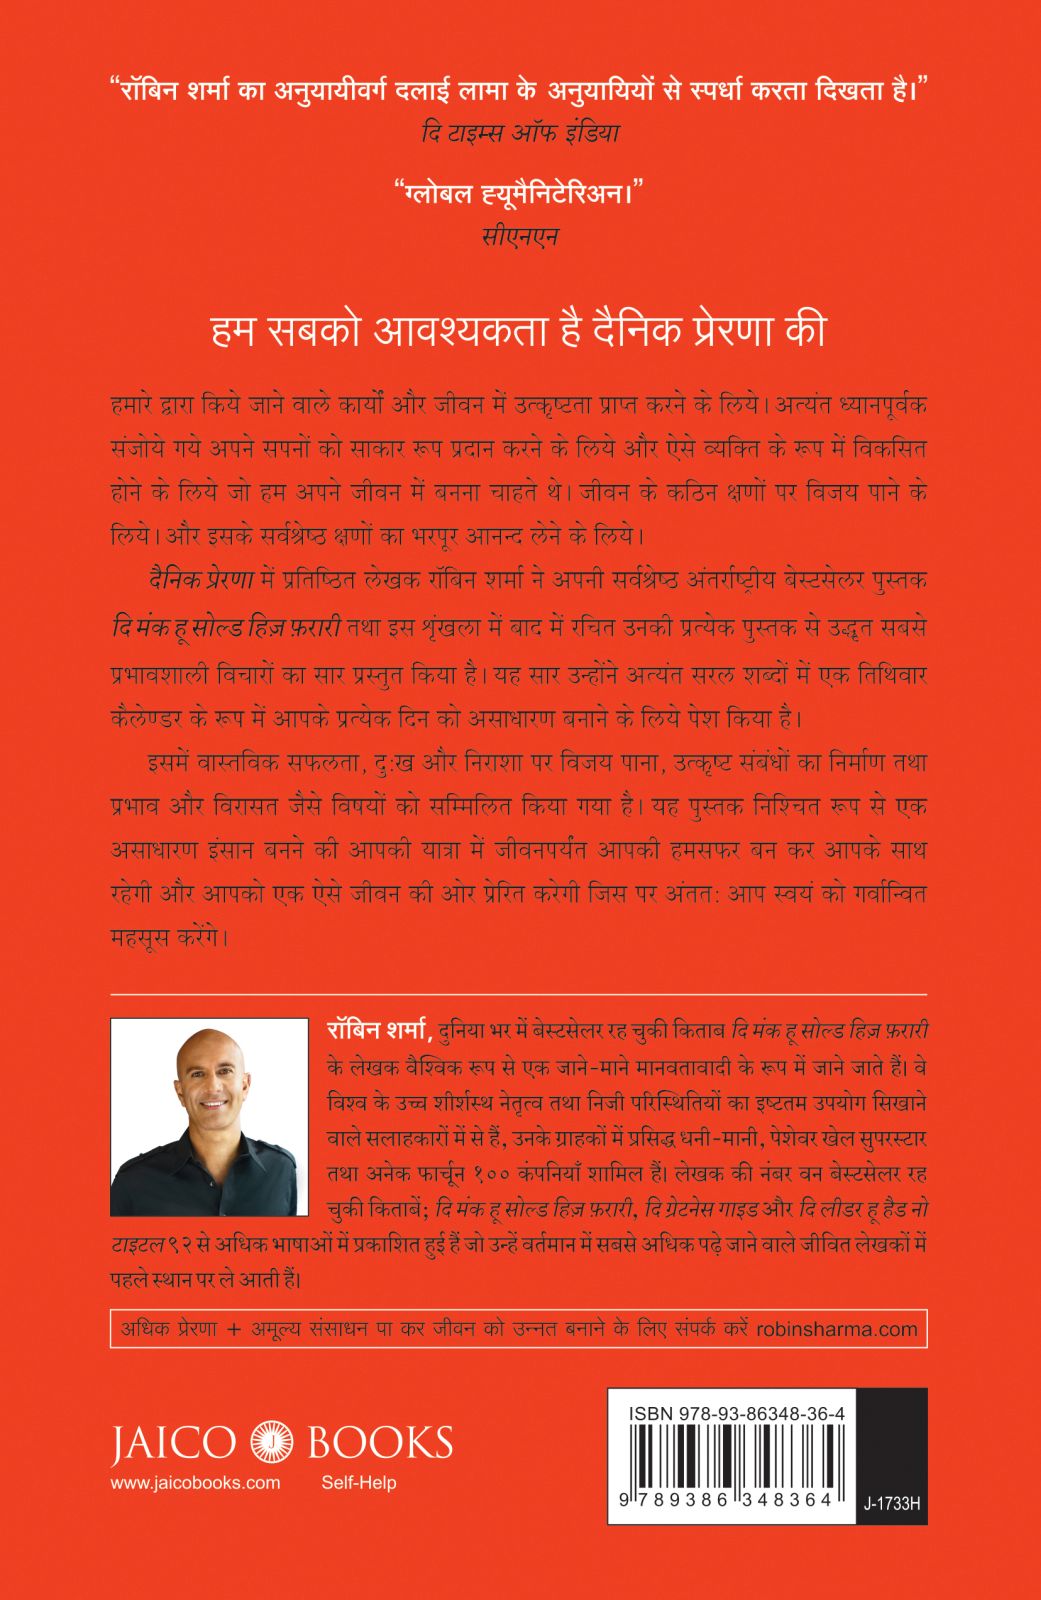 “रॉबिन शर्मा का अनुयायीवर्ग दलाई लामा के अनुयायियों से स्पर्धा करता दिखता है।”
दि टाइम्स ऑफ इंडिया
“ग्लोबल ह्यूमैनिटेरिअन।”
सीएनएन
हम सबको आवश्यकता है दैनिक प्रेरणा की
हमारे द्वारा किये जाने वाले कार्यों और जीवन में उत्कृष्टता प्राप्त करने के लिये। अत्यंत ध्यानपूर्वक
संजोये गये अपने सपनों को साकार रूप प्रदान करने के लिये और ऐसे व्यक्ति के रूप में विकसित
होने के लिये जो हम अपने जीवन में बनना चाहते थे। जीवन के कठिन क्षणों पर विजय पाने के
लिये। और इसके सर्वश्रेष्ठ क्षणों का भरपूर आनन्द लेने के लिये।
दैनिक प्रेरणा में प्रतिष्ठित लेखक रॉबिन शर्मा ने अपनी सर्वश्रेष्ठ अंतर्राष्ट्रीय बेस्टसेलर पुस्तक
दि मंक हू सोल्ड हिज़ फ़रारी तथा इस शृंखला में बाद में रचित उनकी प्रत्येक पुस्तक से उद्धृत सबसे
प्रभावशाली विचारों का सार प्रस्तुत किया है। यह सार उन्होंने अत्यंत सरल शब्दों में एक तिथिवार
कैलेण्डर के रूप में आपके प्रत्येक दिन को असाधारण बनाने के लिये पेश किया है।
इसमें वास्तविक सफलता, दुःख और निराशा पर विजय पाना, उत्कृष्ट संबंधों का निर्माण तथा
प्रभाव और विरासत जैसे विषयों को सम्मिलित किया गया है। यह पुस्तक निश्चित रूप से एक
असाधारण इंसान बनने की आपकी यात्रा में जीवनपर्यंत आपकी हमसफर बन कर आपके साथ
रहेगी और आपको एक ऐसे जीवन की ओर प्रेरित करेगी जिस पर अंततः आप स्वयं को गर्वान्वित
महसूस करेंगे।
रॉबिन शर्मा, दुनिया भर में बेस्टसेलर रह चुकी किताब दि मंक हू सोल्ड हिज़ फ़रारी
के लेखक वैश्विक रूप से एक जाने-माने मानवतावादी के रूप में जाने जाते हैं। वे
विश्व के उच्च शीर्शस्थ नेतृत्व तथा निजी परिस्थितियों का इष्टतम उपयोग सिखाने
वाले सलाहकारों में से हैं, उनके ग्राहकों में प्रसिद्ध धनी-मानी, पेशेवर खेल सुपरस्टार
तथा अनेक फार्चून १०० कंपनियाँ शामिल हैं। लेखक की नंबर वन बेस्टसेलर रह
चुकी किताबें; दि मंक हू सोल्ड हिज़ फ़रारी, दि ग्रेटनेस गाइड और दि लीडर हू हैड नो
टाइटल ९२ से अधिक भाषाओं में प्रकाशित हुई हैं जो उन्हें वर्तमान में सबसे अधिक पढ़े जाने वाले जीवित लेखकों में
पहले स्थान पर ले आती हैं।
अधिक प्रेरणा + अमूल्य संसाधन पा कर जीवन को उन्नत बनाने के लिए संपर्क करें robinsharma.com
ISBN 978-93-86348-36-4
JAICO J BOOKS
www.jaicobooks.com Self-Help
9 789386 348364
J-1733H